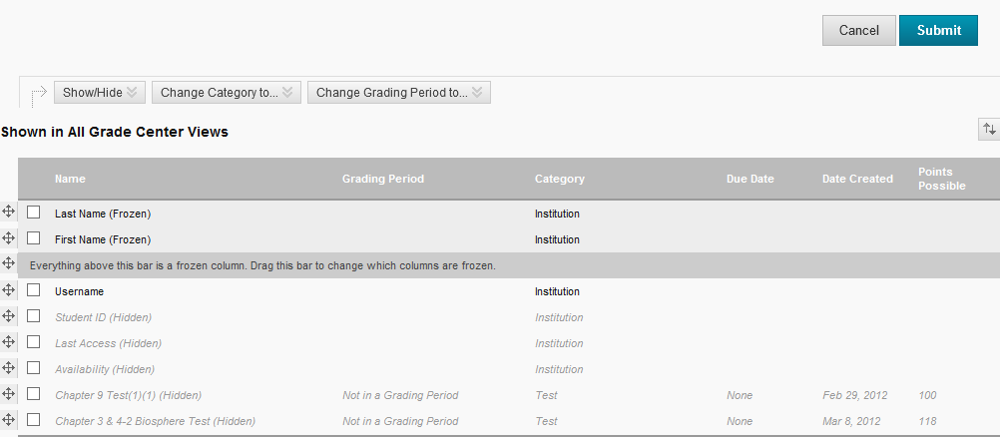 Cancel Submit
Show/Hide Change Category to... Change Grading Period to...
Shown in All Grade Center Views
Name Grading Period Category Due Date Date Created Points Possible
Last Name (Frozen) Institution
First Name (Frozen) Institution
Everything above this bar is a frozen column. Drag this bar to change which columns are frozen.
Username Institution
Student ID (Hidden) Institution
Last Access (Hidden) Institution
Availability (Hidden) Institution
Chapter 9 Test(1)(1) (Hidden) Not in a Grading Period Test None Feb 29, 2012 100
Chapter 3 & 4-2 Biosphere Test (Hidden) Not in a Grading Period Test None Mar 8, 2012 118